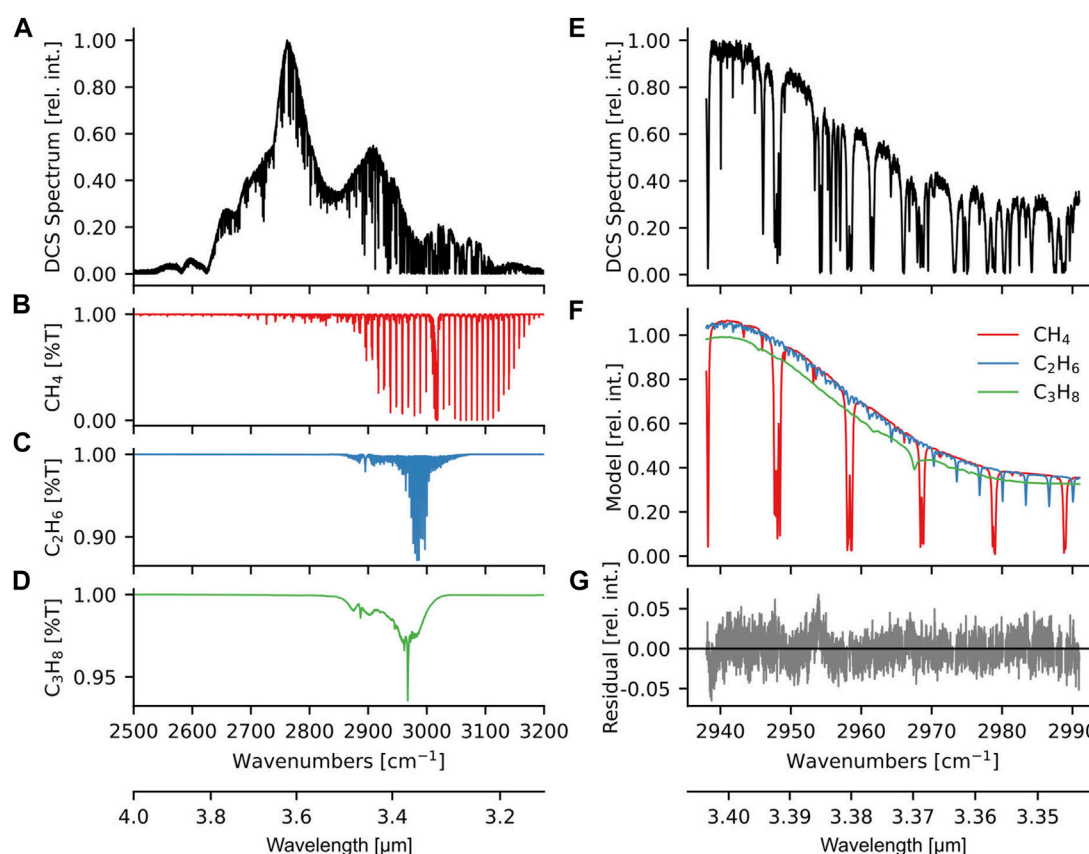 A
DCS Spectrum [rel. int.]
1.00
0.80
0.60
0.40
0.20
0.00
B
CH₄ [%T]
1.00
0.00
C
C₂H₆ [%T]
1.00
0.90
D
C₃H₈ [%T]
1.00
0.95
2500 2600 2700 2800 2900 3000 3100 3200
Wavenumbers [cm⁻¹]
4.0 3.8 3.6 3.4 3.2
Wavelength [µm]
E
DCS Spectrum [rel. int.]
1.00
0.80
0.60
0.40
0.20
0.00
F
Model [rel. int.]
1.00
0.80
0.60
0.40
0.20
0.00
CH₄
C₂H₆
C₃H₈
G
Residual [rel. int.]
0.05
0.00
-0.05
2940 2950 2960 2970 2980 2990
Wavenumbers [cm⁻¹]
3.40 3.39 3.38 3.37 3.36 3.35
Wavelength [µm]